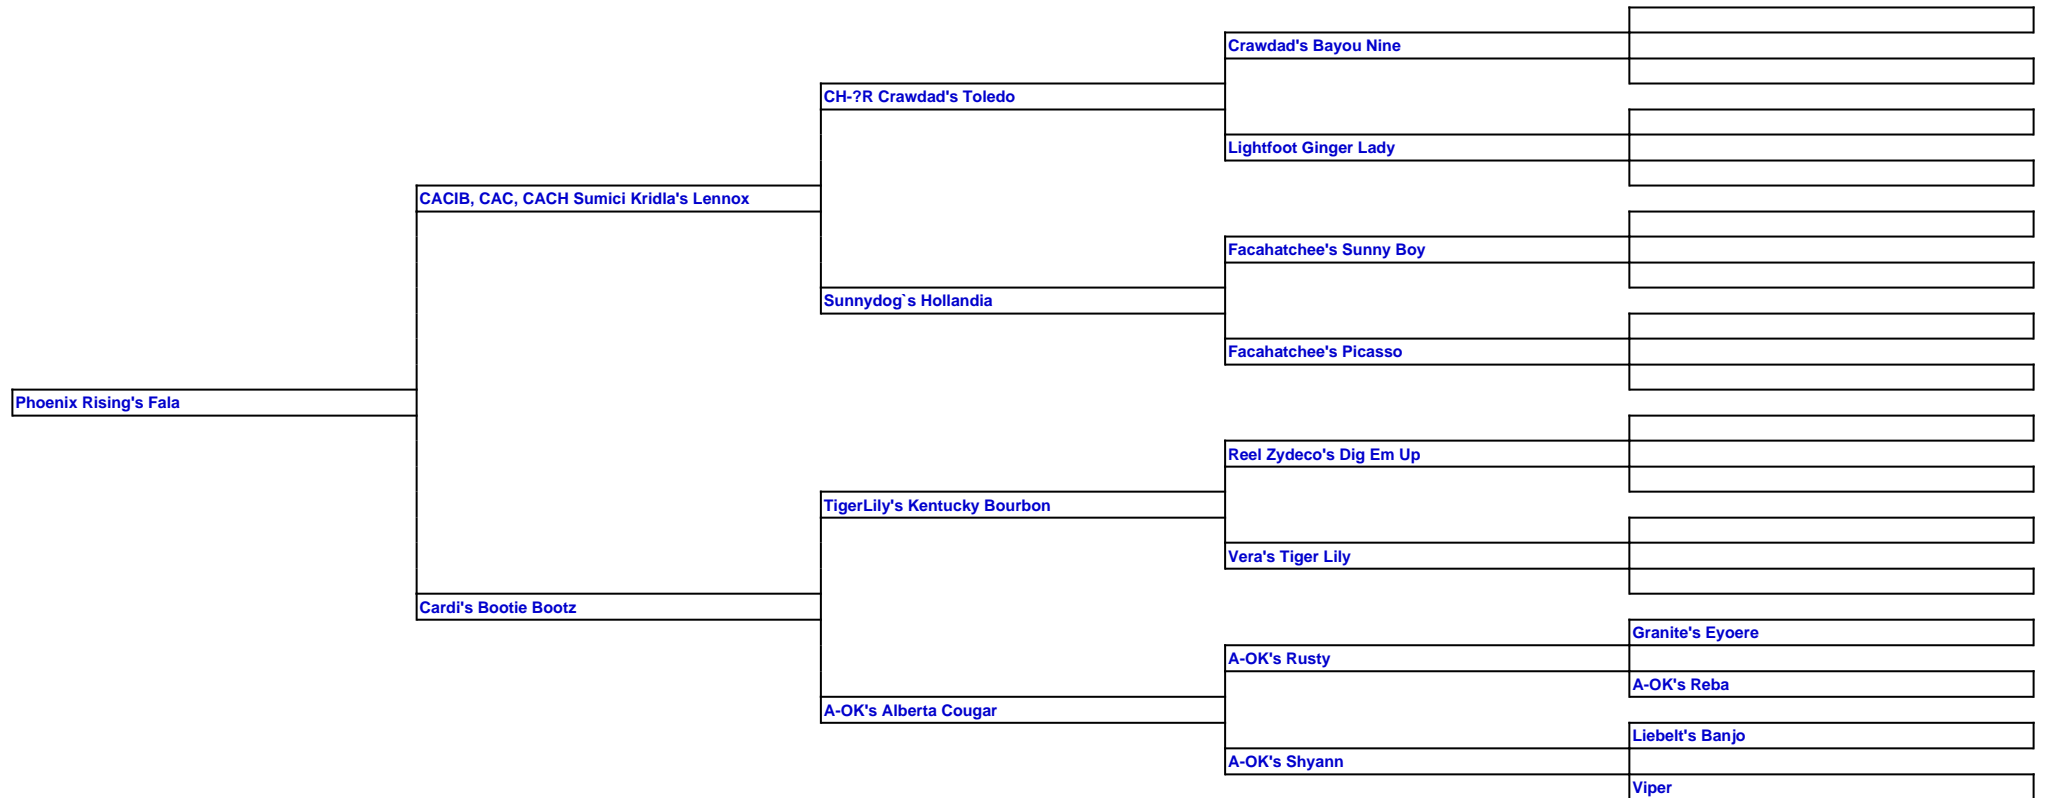 Crawdad's Bayou Nine
CH-?R Crawdad's Toledo
Lightfoot Ginger Lady
CACIB, CAC, CACH Sumici Kridla's Lennox
Facahatchee's Sunny Boy
Sunnydog`s Hollandia
Facahatchee's Picasso
Phoenix Rising's Fala
Reel Zydeco's Dig Em Up
TigerLily's Kentucky Bourbon
Vera's Tiger Lily
Cardi's Bootie Bootz
Granite's Eyoere
A-OK's Rusty
A-OK's Reba
A-OK's Alberta Cougar
Liebelt's Banjo
A-OK's Shyann
Viper